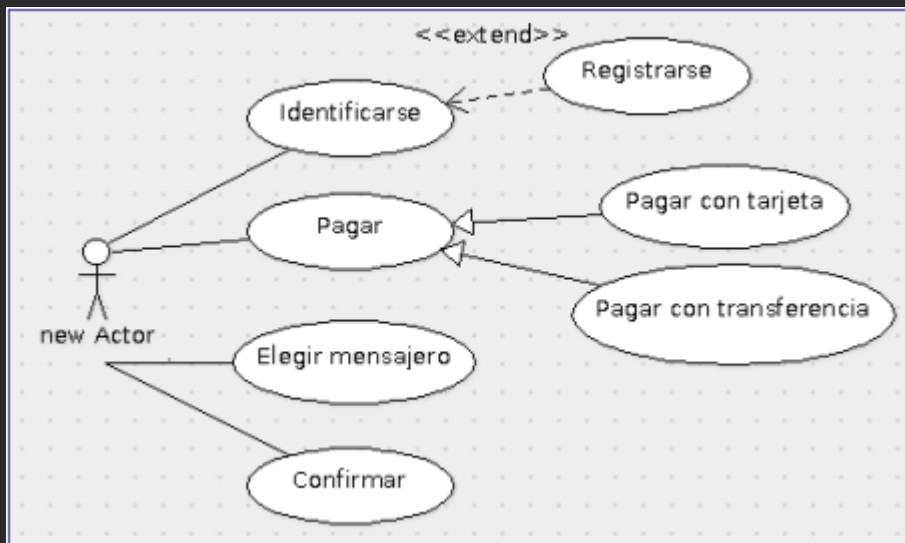 <<extend>>
Registrarse
Identificarse
Pagar con tarjeta
Pagar
Pagar con transferencia
new Actor
Elegir mensajero
Confirmar